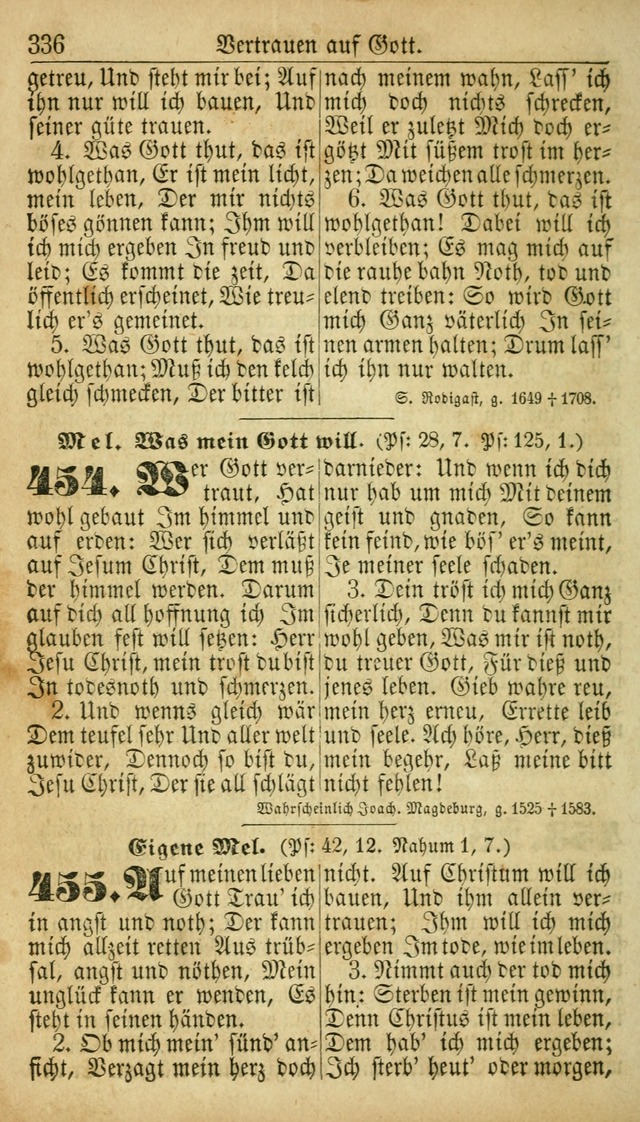 336 Vertrauen auf Gott.
getreu, Und steht mir bei; Auf
ihn nur will ich bauen, Und
seiner güte trauen.
4. Was Gott thut, das ist
wohlgethan, Er ist mein licht,
mein leben, Der mir nichts
böses gönnen kann; Ihm will
ich mich ergeben In freud und
leid; Es kommt die zeit, Da
öffentlich erscheinet, Wie treu=
lich er's gemeinet.
5. Was Gott thut, das ist
wohlgethan; Muß ich den kelch
gleich schmecken, Der bitter ist
nach meinem wahn, Lass' ich
mich doch nichts schrecken,
Weil er zuletzt Mich doch er=
götzt Mit süßem trost im her=
zen; Da weichen alle schmerzen.
6. Was Gott thut, das ist
wohlgethan! Dabei will ich
verbleiben; Es mag mich auf
die rauhe bahn Noth, tod und
elend treiben: So wird Gott
mich Ganz väterlich In sei=
nen armen halten; Drum lass'
ich ihn nur walten.
S. Rodigast, g. 1649 † 1708.
Mel. Was mein Gott will. (Ps: 28, 7. Ps: 125, 1.)
454. Wer Gott ver=
traut, Hat
wohl gebaut Im himmel und
auf erden: Wer sich verläßt
auf Jesum Christ, Dem muß
der himmel werden. Darum
auf dich all hoffnung ich Im
glauben fest will setzen: Herr
Jesu Christ, mein trost du bist
In todesnoth und schmerzen.
2. Und wenns gleich wär
Dem teufel sehr Und aller welt
zuwider, Dennoch so bist du,
Jesu Christ, Der sie all schlägt
darnieder: Und wenn ich dich
nur hab um mich Mit deinem
geist und gnaden, So kann
kein feind, wie bös' er's meint,
Je meiner seele schaden.
3. Dein tröst ich mich Ganz
sicherlich, Denn du kannst mir
wohl geben, Was mir ist noth,
du treuer Gott, Für dieß und
jenes leben. Gieb wahre reu,
mein herz erneu, Errette leib
und seele. Ach höre, Herr, dieß
mein begehr, Laß meine bitt
nicht fehlen!
Wahrscheinlich Joach. Magdeburg, g. 1525 † 1583.
Eigene Mel. (Ps: 42, 12. Nahum 1, 7.)
455. Auf meinen lieben
Gott Trau' ich
in angst und noth; Der kann
mich allzeit retten Aus trüb=
sal, angst und nöthen, Mein
unglück kann er wenden, Es
steht in seinen händen.
2. Ob mich mein' sünd' an=
ficht, Verzagt mein herz doch
nicht. Auf Christum will ich
bauen, Und ihm allein ver=
trauen; Ihm will ich mich
ergeben Im tode, wie im leben.
3. Nimmt auch der tod mich
hin: Sterben ist mein gewinn,
Denn Christus ist mein leben,
Dem hab' ich mich ergeben;
Ich sterb' heut' oder morgen,